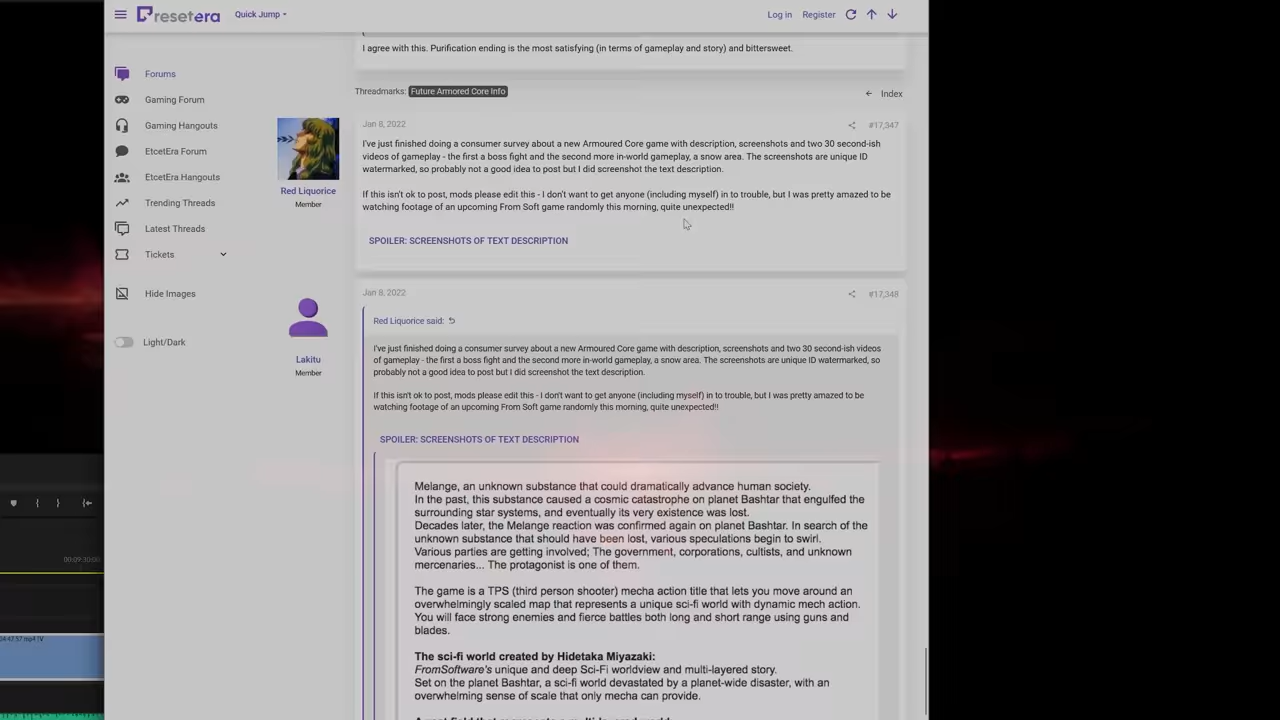 resetera
Quick Jump
Log in
Register
I agree with this. Purification ending is the most satisfying (in terms of gameplay and story) and bittersweet.
Forums
Gaming Forum
Gaming Hangouts
EtcetEra Forum
EtcetEra Hangouts
Trending Threads
Latest Threads
Tickets
Hide Images
Light/Dark
Threadmarks: Future Armored Core Info
Index
Red Liquorice
Member
Jan 8, 2022
#17,347
I've just finished doing a consumer survey about a new Armoured Core game with description, screenshots and two 30 second-ish
videos of gameplay - the first a boss fight and the second more in-world gameplay, a snow area. The screenshots are unique ID
watermarked, so probably not a good idea to post but I did screenshot the text description.
If this isn't ok to post, mods please edit this - I don't want to get anyone (including myself) in to trouble, but I was pretty amazed to be
watching footage of an upcoming From Soft game randomly this morning, quite unexpected!!
SPOILER: SCREENSHOTS OF TEXT DESCRIPTION
Lakitu
Member
Jan 8, 2022
#17,348
Red Liquorice said:
I've just finished doing a consumer survey about a new Armoured Core game with description, screenshots and two 30 second-ish videos
of gameplay - the first a boss fight and the second more in-world gameplay, a snow area. The screenshots are unique ID watermarked, so
probably not a good idea to post but I did screenshot the text description.
If this isn't ok to post, mods please edit this - I don't want to get anyone (including myself) in to trouble, but I was pretty amazed to be
watching footage of an upcoming From Soft game randomly this morning, quite unexpected!!
SPOILER: SCREENSHOTS OF TEXT DESCRIPTION
Melange, an unknown substance that could dramatically advance human society.
In the past, this substance caused a cosmic catastrophe on planet Bashtar that engulfed the
surrounding star systems, and eventually its very existence was lost.
Decades later, the Melange reaction was confirmed again on planet Bashtar. In search of the
unknown substance that should have been lost, various speculations begin to swirl.
Various parties are getting involved; The government, corporations, cultists, and unknown
mercenaries... The protagonist is one of them.
The game is a TPS (third person shooter) mecha action title that lets you move around an
overwhelmingly scaled map that represents a unique sci-fi world with dynamic mech action.
You will face strong enemies and fierce battles both long and short range using guns and
blades.
The sci-fi world created by Hidetaka Miyazaki:
FromSoftware's unique and deep Sci-Fi worldview and multi-layered story.
Set on the planet Bashtar, a sci-fi world devastated by a planet-wide disaster, with an
overwhelming sense of scale that only mecha can provide.